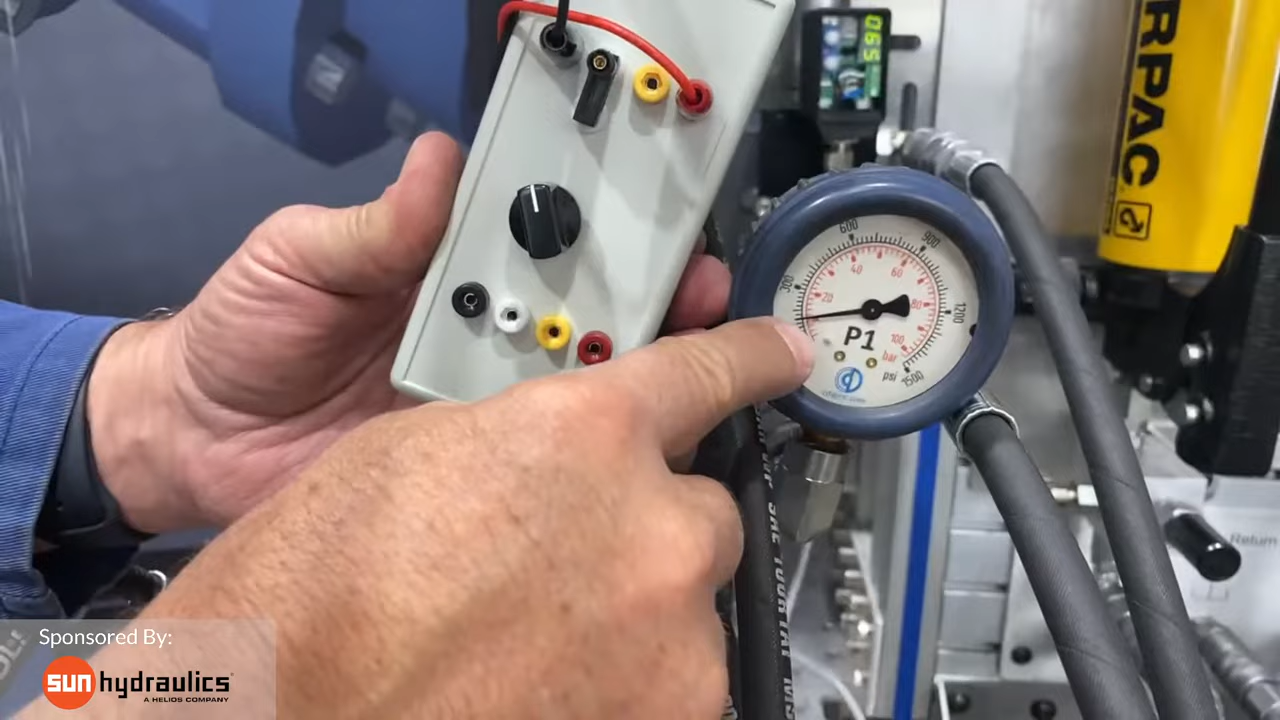 065
RPAC
600
900
300
1200
1500
20
40
60
80
100
bar
psi
P1
Return
Sponsored By:
sun hydraulics
A HELIOS COMPANY